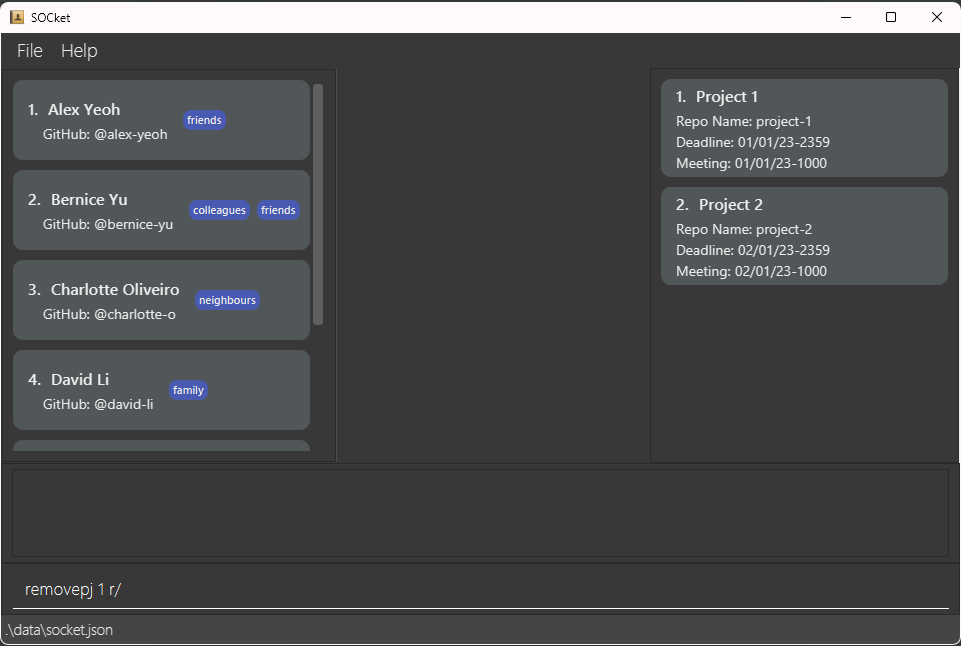 SOCket
File Help
1. Alex Yeoh
GitHub: @alex-yeoh
friends
2. Bernice Yu
GitHub: @bernice-yu
colleagues friends
3. Charlotte Oliveiro
GitHub: @charlotte-o
neighbours
4. David Li
GitHub: @david-li
family
1. Project 1
Repo Name: project-1
Deadline: 01/01/23-2359
Meeting: 01/01/23-1000
2. Project 2
Repo Name: project-2
Deadline: 02/01/23-2359
Meeting: 02/01/23-1000
removepj 1 r/
.\data\socket.json